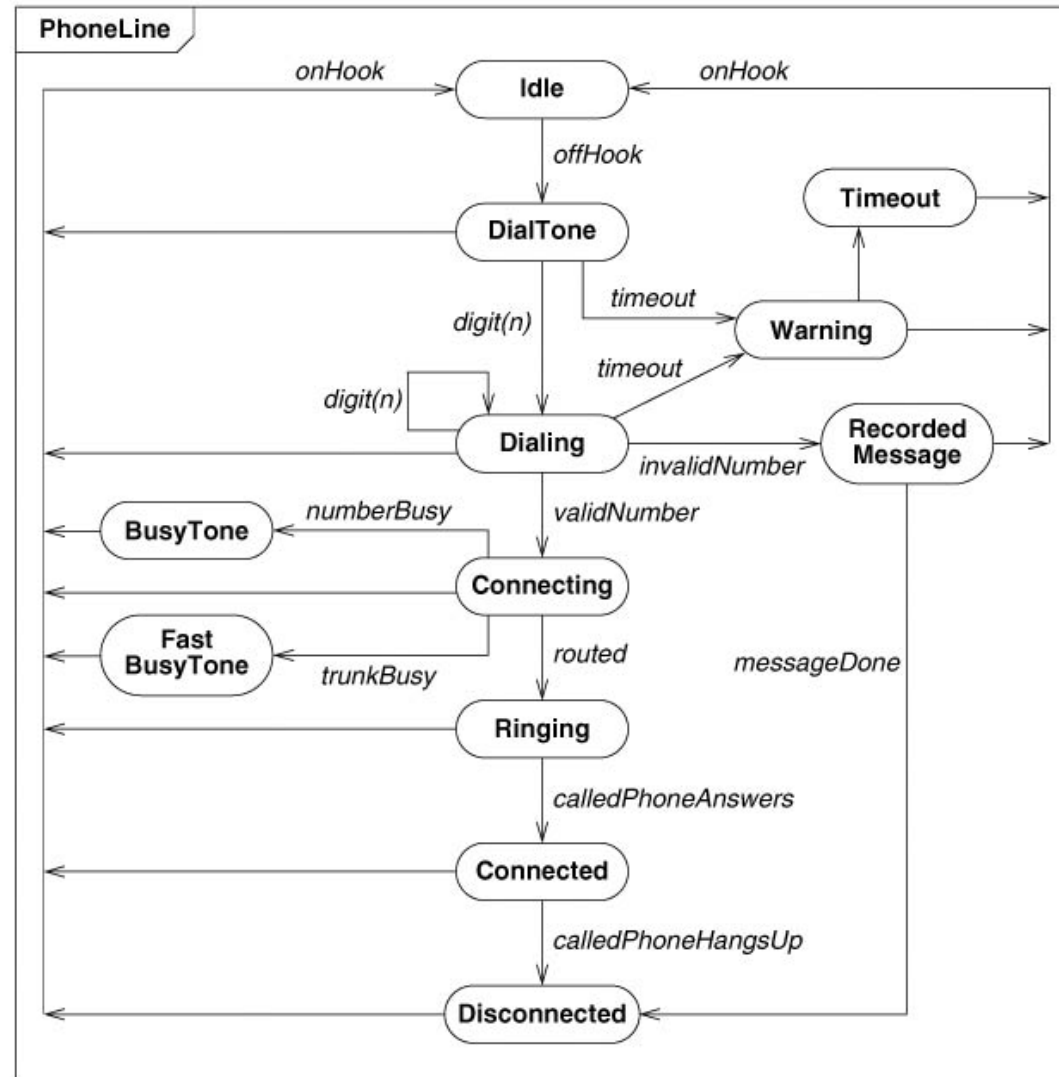 PhoneLine
onHook
Idle
onHook
offHook
Timeout
DialTone
timeout
Warning
digit(n)
timeout
digit(n)
Dialing
Recorded
Message
invalidNumber
numberBusy
validNumber
BusyTone
Connecting
Fast
BusyTone
routed
trunkBusy
messageDone
Ringing
calledPhoneAnswers
Connected
calledPhoneHangsUp
Disconnected